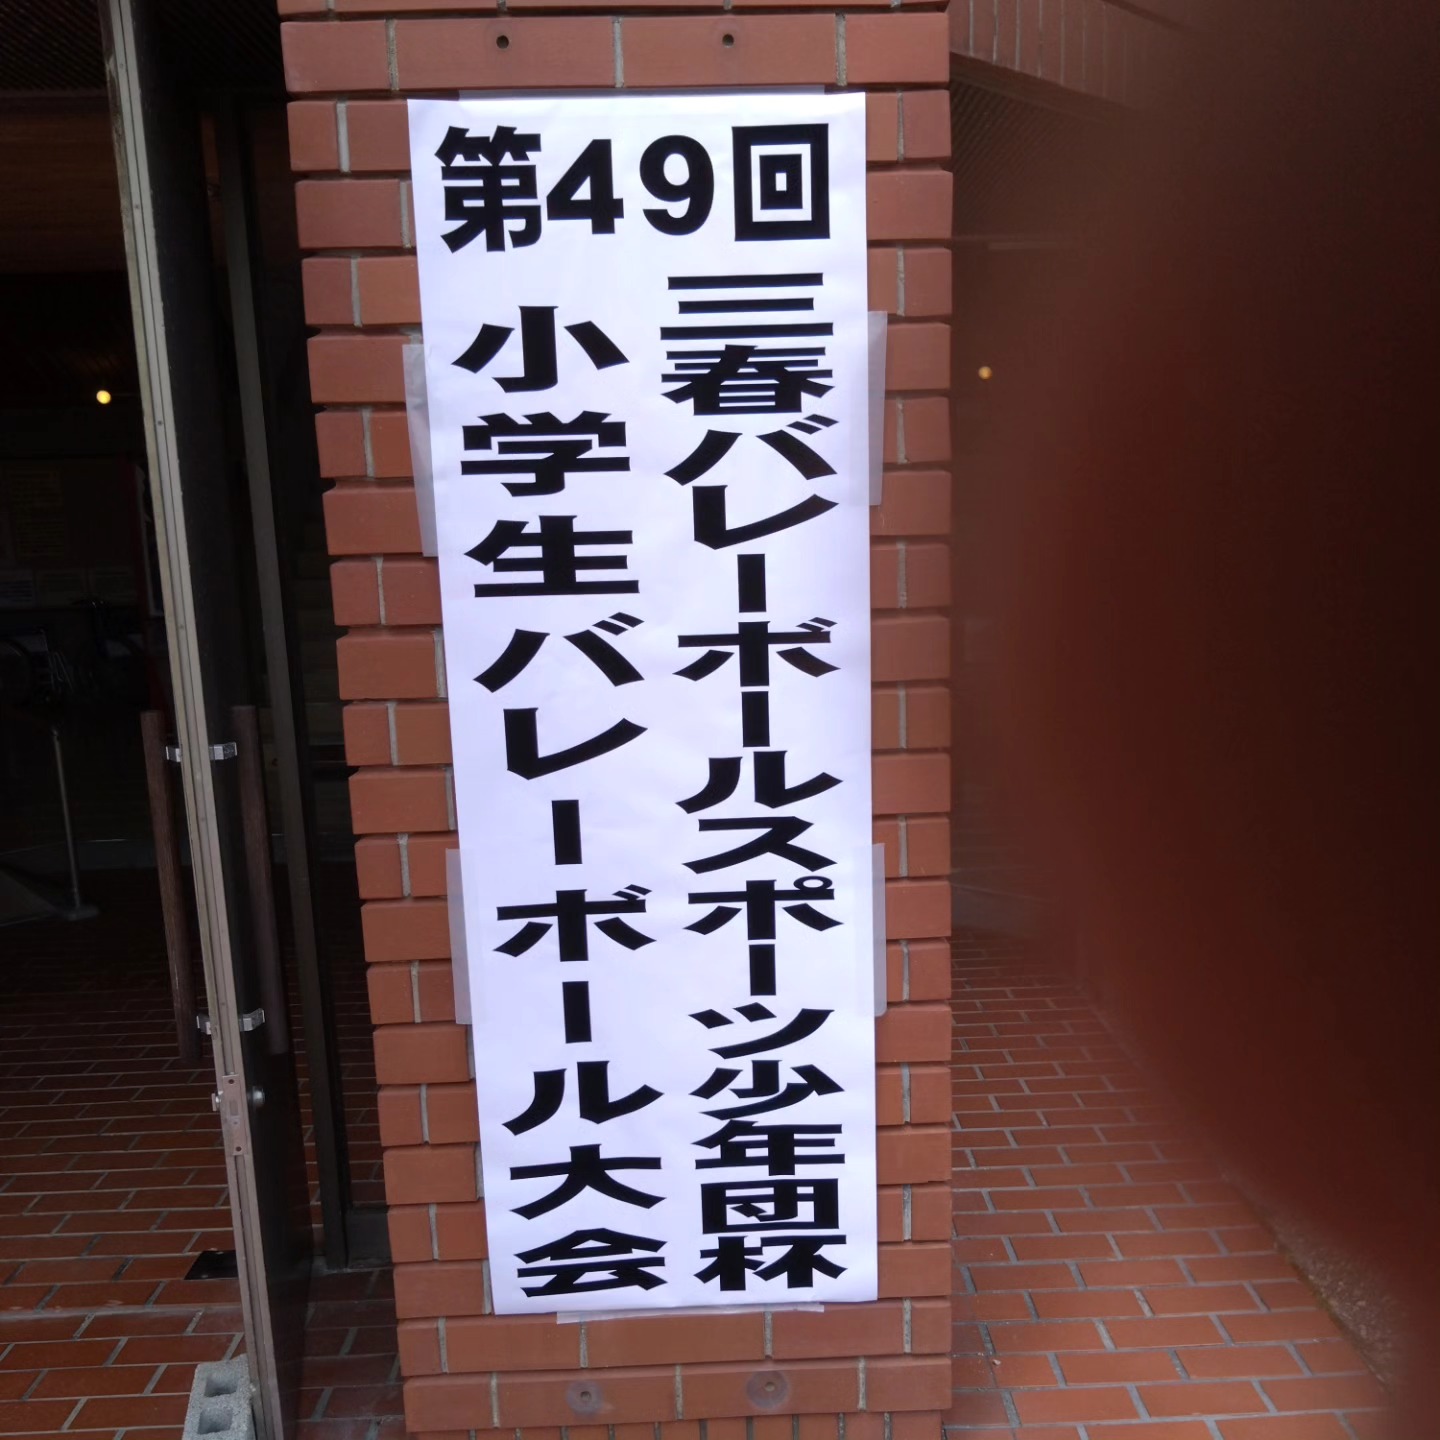 第49回
三春バレーボールスポーツ少年団杯
小学生バレーボール大会